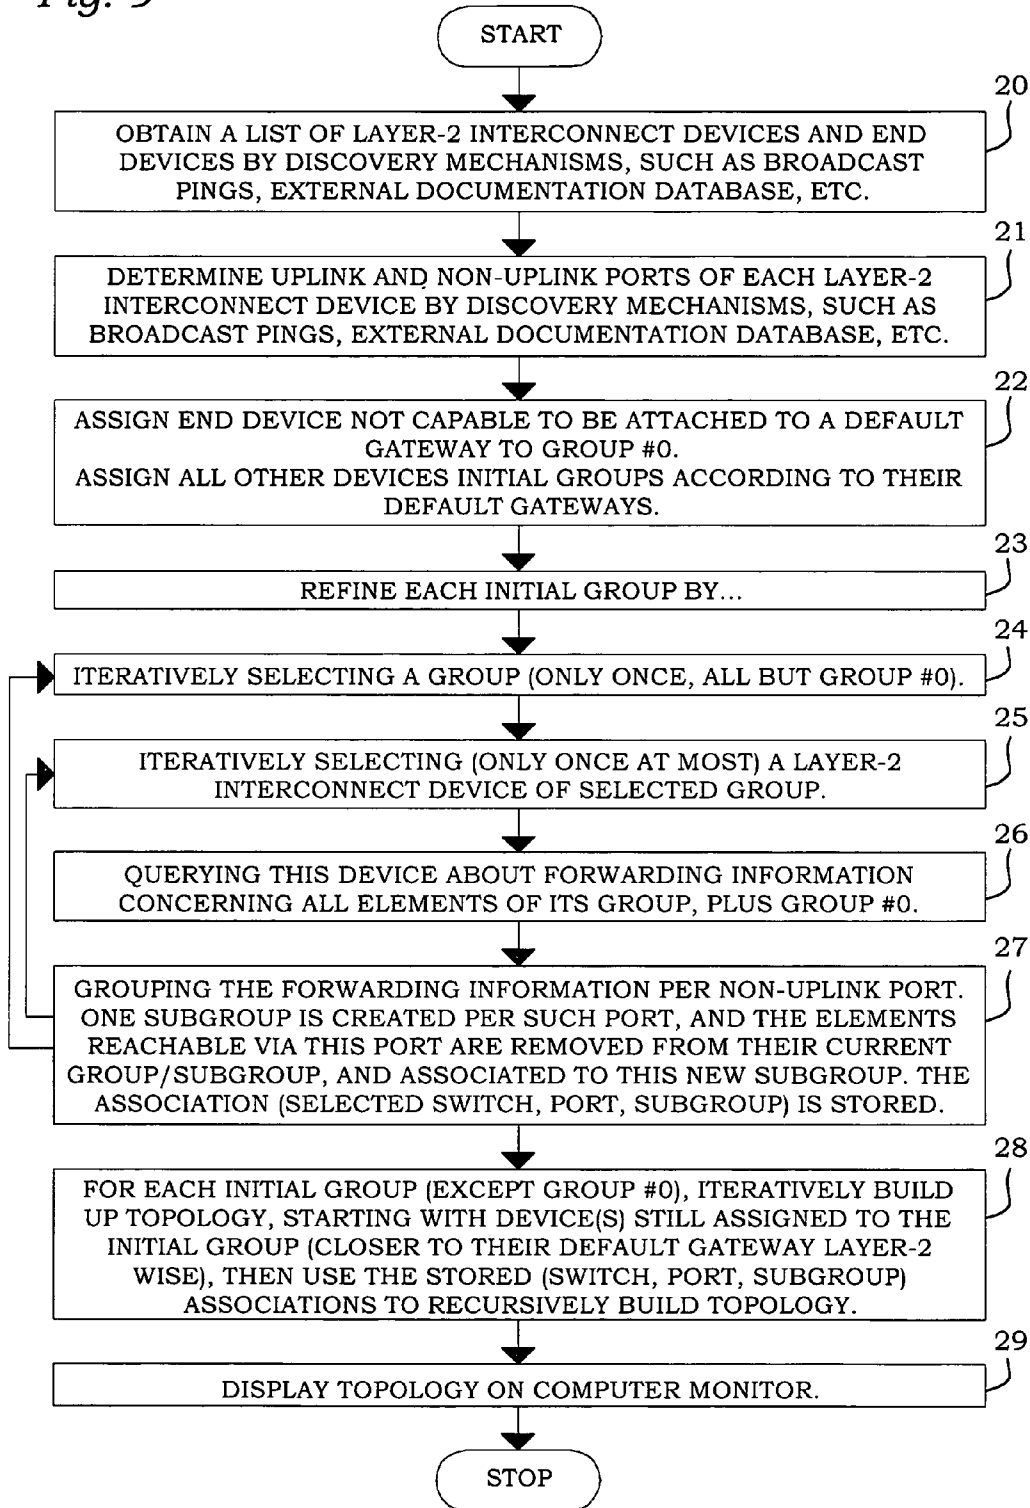 START
20
OBTAIN A LIST OF LAYER-2 INTERCONNECT DEVICES AND END
DEVICES BY DISCOVERY MECHANISMS, SUCH AS BROADCAST
PINGS, EXTERNAL DOCUMENTATION DATABASE, ETC.
21
DETERMINE UPLINK AND NON-UPLINK PORTS OF EACH LAYER-2
INTERCONNECT DEVICE BY DISCOVERY MECHANISMS, SUCH AS
BROADCAST PINGS, EXTERNAL DOCUMENTATION DATABASE, ETC.
22
ASSIGN END DEVICE NOT CAPABLE TO BE ATTACHED TO A DEFAULT
GATEWAY TO GROUP #0.
ASSIGN ALL OTHER DEVICES INITIAL GROUPS ACCORDING TO THEIR
DEFAULT GATEWAYS.
23
REFINE EACH INITIAL GROUP BY...
24
ITERATIVELY SELECTING A GROUP (ONLY ONCE, ALL BUT GROUP #0).
25
ITERATIVELY SELECTING (ONLY ONCE AT MOST) A LAYER-2
INTERCONNECT DEVICE OF SELECTED GROUP.
26
QUERYING THIS DEVICE ABOUT FORWARDING INFORMATION
CONCERNING ALL ELEMENTS OF ITS GROUP, PLUS GROUP #0.
27
GROUPING THE FORWARDING INFORMATION PER NON-UPLINK PORT.
ONE SUBGROUP IS CREATED PER SUCH PORT, AND THE ELEMENTS
REACHABLE VIA THIS PORT ARE REMOVED FROM THEIR CURRENT
GROUP/SUBGROUP, AND ASSOCIATED TO THIS NEW SUBGROUP. THE
ASSOCIATION (SELECTED SWITCH, PORT, SUBGROUP) IS STORED.
28
FOR EACH INITIAL GROUP (EXCEPT GROUP #0), ITERATIVELY BUILD
UP TOPOLOGY, STARTING WITH DEVICE(S) STILL ASSIGNED TO THE
INITIAL GROUP (CLOSER TO THEIR DEFAULT GATEWAY LAYER-2
WISE), THEN USE THE STORED (SWITCH, PORT, SUBGROUP)
ASSOCIATIONS TO RECURSIVELY BUILD TOPOLOGY.
29
DISPLAY TOPOLOGY ON COMPUTER MONITOR.
STOP